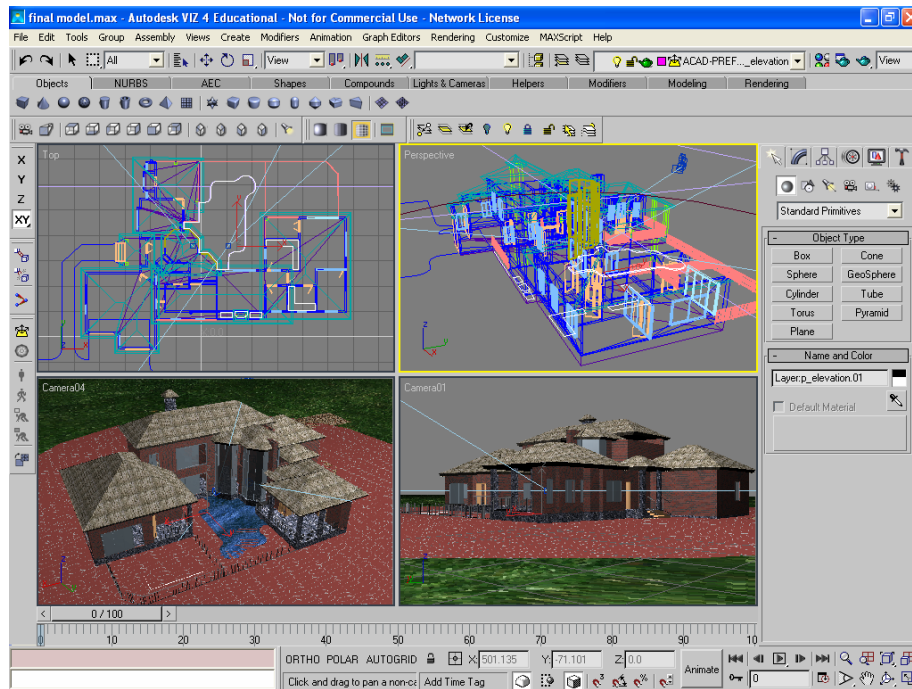 final model.max - Autodesk VIZ 4 Educational - Not for Commercial Use - Network License
File Edit Tools Group Assembly Views Create Modifiers Animation Graph Editors Rendering Customize MAXScript Help
All View ACAD-PREF..._elevation View
Objects NURBS AEC Shapes Compounds Lights & Cameras Helpers Modifiers Modeling Rendering
X
Y
Z
XY
Top
Perspective
Standard Primitives
- Object Type
Box Cone
Sphere GeoSphere
Cylinder Tube
Torus Pyramid
Plane
- Name and Color
Layer:p_elevation.01
Default Material
Camera04
Camera01
< 0 / 100 >
0 10 20 30 40 50 60 70 80 90 10
ORTHO POLAR AUTOGRID X: 501.135 Y: -71.101 Z: 0.0
Animate
0
Click and drag to pan a non-ca Add Time Tag